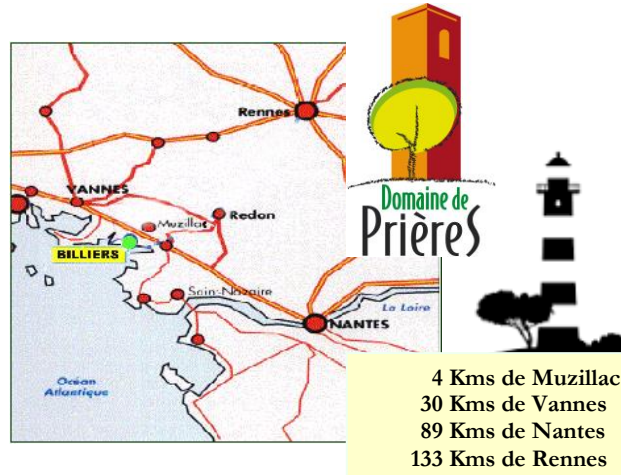 Rennes
VANNES
Muzillac
Redon
BILLIERS
Saint-Nazaire
La Loire
NANTES
Océan
Atlantique
Domaine de
Prières
4 Kms de Muzillac
30 Kms de Vannes
89 Kms de Nantes
133 Kms de Rennes